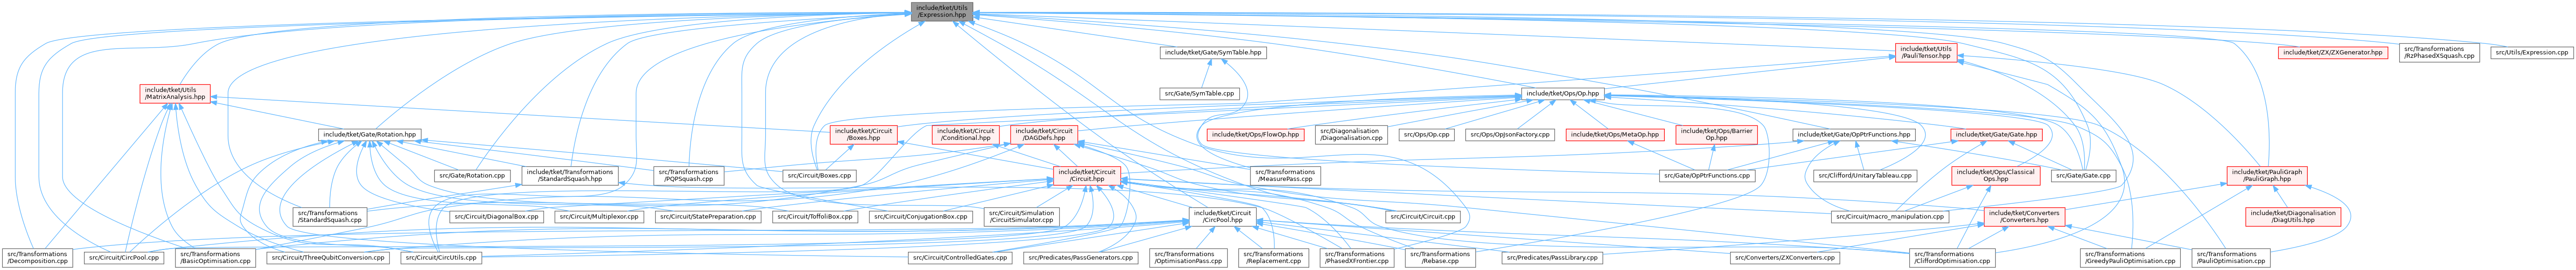 include/tket/Utils
/Expression.hpp
include/tket/Gate/SymTable.hpp
include/tket/Utils
/PauliTensor.hpp
include/tket/ZX/ZXGenerator.hpp
src/Transformations
/RzPhasedXSquash.cpp
src/Utils/Expression.cpp
include/tket/Utils
/MatrixAnalysis.hpp
src/Gate/SymTable.cpp
include/tket/Ops/Op.hpp
include/tket/Gate/Rotation.hpp
include/tket/Circuit
/Boxes.hpp
include/tket/Circuit
/Conditional.hpp
include/tket/Circuit
/DAGDefs.hpp
include/tket/Ops/FlowOp.hpp
src/Diagonalisation
/Diagonalisation.cpp
src/Ops/Op.cpp
src/Ops/OpJsonFactory.cpp
include/tket/Ops/MetaOp.hpp
include/tket/Ops/Barrier
Op.hpp
include/tket/Gate/OpPtrFunctions.hpp
include/tket/Gate/Gate.hpp
src/Gate/Rotation.cpp
include/tket/Transformations
/StandardSquash.hpp
src/Transformations
/PQPSquash.cpp
src/Circuit/Boxes.cpp
include/tket/Circuit
/Circuit.hpp
src/Transformations
/MeasurePass.cpp
src/Gate/OpPtrFunctions.cpp
src/Clifford/UnitaryTableau.cpp
include/tket/Ops/Classical
Ops.hpp
src/Gate/Gate.cpp
include/tket/PauliGraph
/PauliGraph.hpp
src/Transformations
/StandardSquash.cpp
src/Circuit/DiagonalBox.cpp
src/Circuit/Multiplexor.cpp
src/Circuit/StatePreparation.cpp
src/Circuit/ToffoliBox.cpp
src/Circuit/ConjugationBox.cpp
src/Circuit/Simulation
/CircuitSimulator.cpp
include/tket/Circuit
/CircPool.hpp
src/Circuit/Circuit.cpp
src/Circuit/macro_manipulation.cpp
include/tket/Converters
/Converters.hpp
include/tket/Diagonalisation
/DiagUtils.hpp
src/Transformations
/Decomposition.cpp
src/Circuit/CircPool.cpp
src/Transformations
/BasicOptimisation.cpp
src/Circuit/ThreeQubitConversion.cpp
src/Circuit/CircUtils.cpp
src/Circuit/ControlledGates.cpp
src/Predicates/PassGenerators.cpp
src/Transformations
/OptimisationPass.cpp
src/Transformations
/Replacement.cpp
src/Transformations
/PhasedXFrontier.cpp
src/Transformations
/Rebase.cpp
src/Predicates/PassLibrary.cpp
src/Converters/ZXConverters.cpp
src/Transformations
/CliffordOptimisation.cpp
src/Transformations
/GreedyPauliOptimisation.cpp
src/Transformations
/PauliOptimisation.cpp